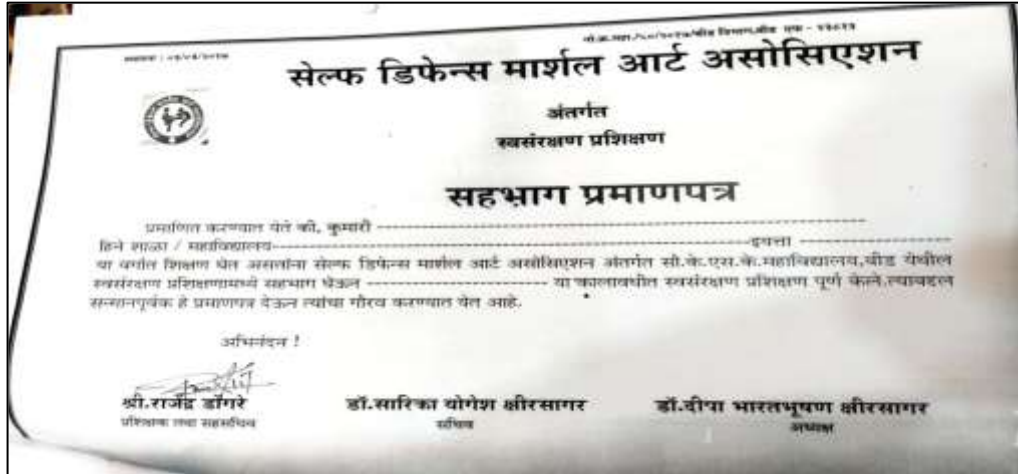 सेल्फ डिफेन्स मार्शल आर्ट असोसिएशन
अंतर्गत
स्वसंरक्षण प्रशिक्षण
सहभाग प्रमाणपत्र
प्रमाणित करण्यात येते की, कुमारी ---
हिने शाळा / महाविद्यालय---इयत्ता ---
या वर्गात शिक्षण घेत असतांना सेल्फ डिफेन्स मार्शल आर्ट असोसिएशन अंतर्गत सौ.के.एस.के.महाविद्यालय,बीड येथील
स्वसंरक्षण प्रशिक्षणामध्ये सहभाग घेऊन --- या कालावधीत स्वसंरक्षण प्रशिक्षण पूर्ण केले.त्याबद्दल
सन्मानपूर्वक हे प्रमाणपत्र देऊन त्यांचा गौरव करण्यात येत आहे.
अभिनंदन !
श्री.राजेंद्र डोंगरे डॉ.सारिका योगेश क्षीरसागर डॉ.दीपा भारतभूषण क्षीरसागर
प्रशिक्षक तथा सहसचिव सचिव अध्यक्ष